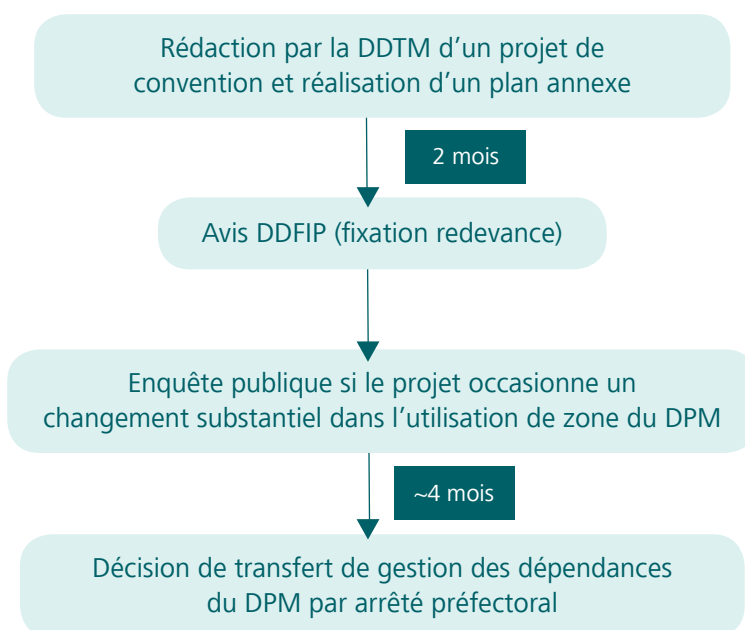 Rédaction par la DDTM d’un projet de
convention et réalisation d’un plan annexe
2 mois
Avis DDFIP (fixation redevance)
Enquête publique si le projet occasionne un
changement substantiel dans l’utilisation de zone du DPM
~4 mois
Décision de transfert de gestion des dépendances
du DPM par arrêté préfectoral